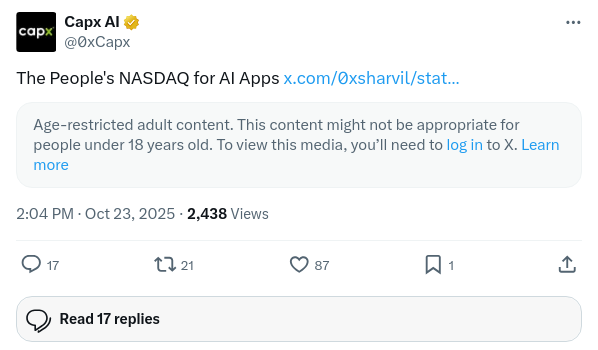 capx
Capx AI
@0xCapx
The People's NASDAQ for AI Apps x.com/0xsharvil/stat…
Age-restricted adult content. This content might not be appropriate for
people under 18 years old. To view this media, you'll need to log in to X. Learn
more
2:04 PM · Oct 23, 2025 · 2,438 Views
17 21 87 1
Read 17 replies